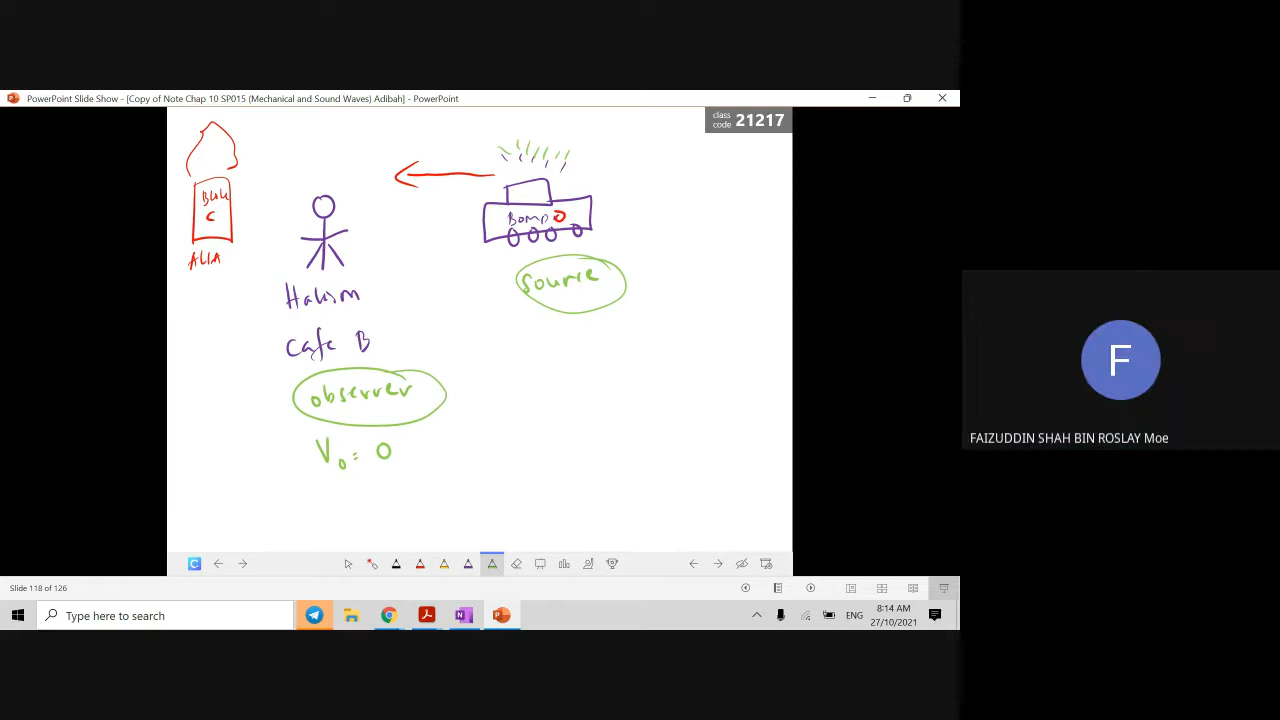 PowerPoint Slide Show - [Copy of Note Chap 10 SP015 (Mechanical and Sound Waves) Adibah] - PowerPoint
class code 21217
Block C
ALIA
Bomba
Hakim
Cafe B
source
observer
V₀ = 0
FAIZUDDIN SHAH BIN ROSLAY Moe
Slide 118 of 126
Type here to search
ENG
8:14 AM
27/10/2021
F